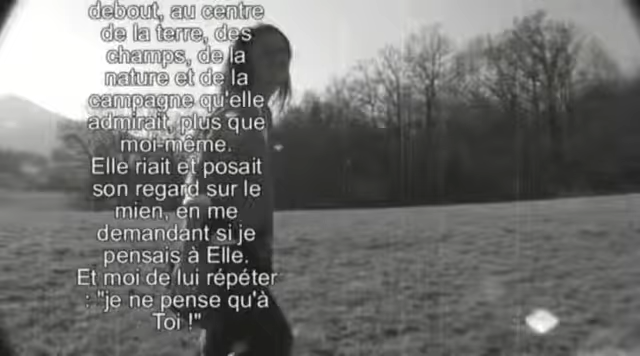 debout, au centre
de la terre, des
champs, de la
nature et de la
campagne qu'elle
admirait, plus que
moi-même.
Elle riait et posait
son regard sur le
mien, en me
demandant si je
pensais à Elle.
Et moi de lui répéter
: "je ne pense qu'à
Toi !"